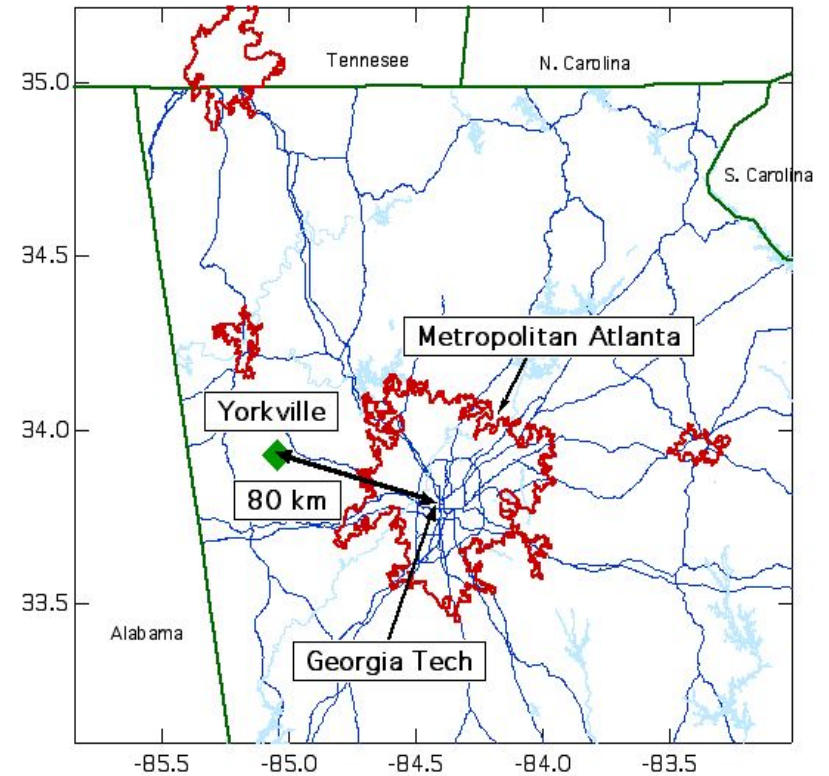 Tennesee
N. Carolina
35.0
S. Carolina
34.5
Metropolitan Atlanta
Yorkville
34.0
80 km
33.5
Alabama
Georgia Tech
-85.5 -85.0 -84.5 -84.0 -83.5